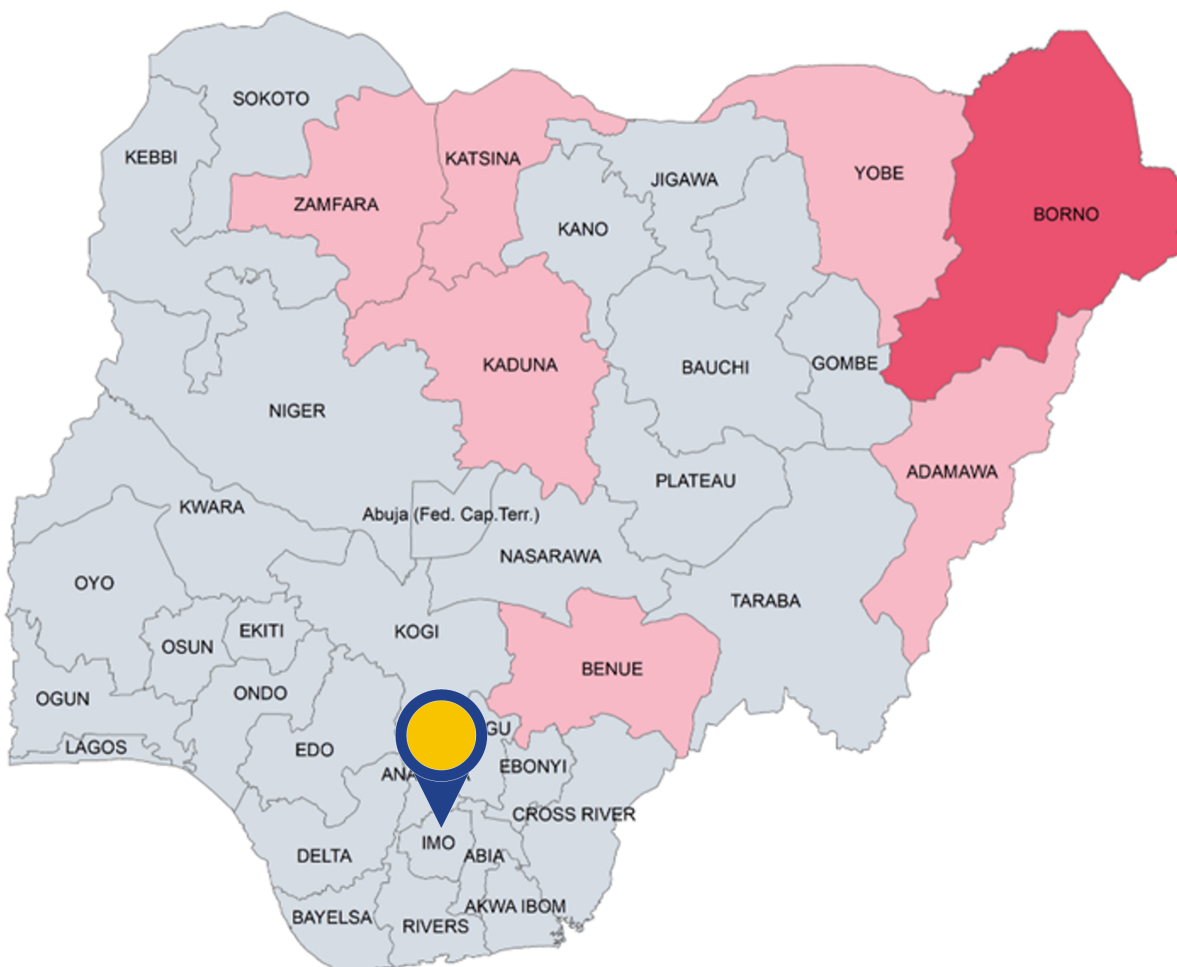 SOKOTO
KEBBI
KATSINA
ZAMFARA
JIGAWA
YOBE
KANO
BORNO
KADUNA
BAUCHI
GOMBE
NIGER
ADAMAWA
PLATEAU
KWARA
Abuja (Fed. Cap.Terr.)
NASARAWA
OYO
TARABA
KOGI
EKITI
OSUN
BENUE
OGUN
ONDO
LAGOS
EDO
EBONYI
CROSS RIVER
IMO
DELTA
ABIA
AKWA IBOM
BAYELSA
RIVERS